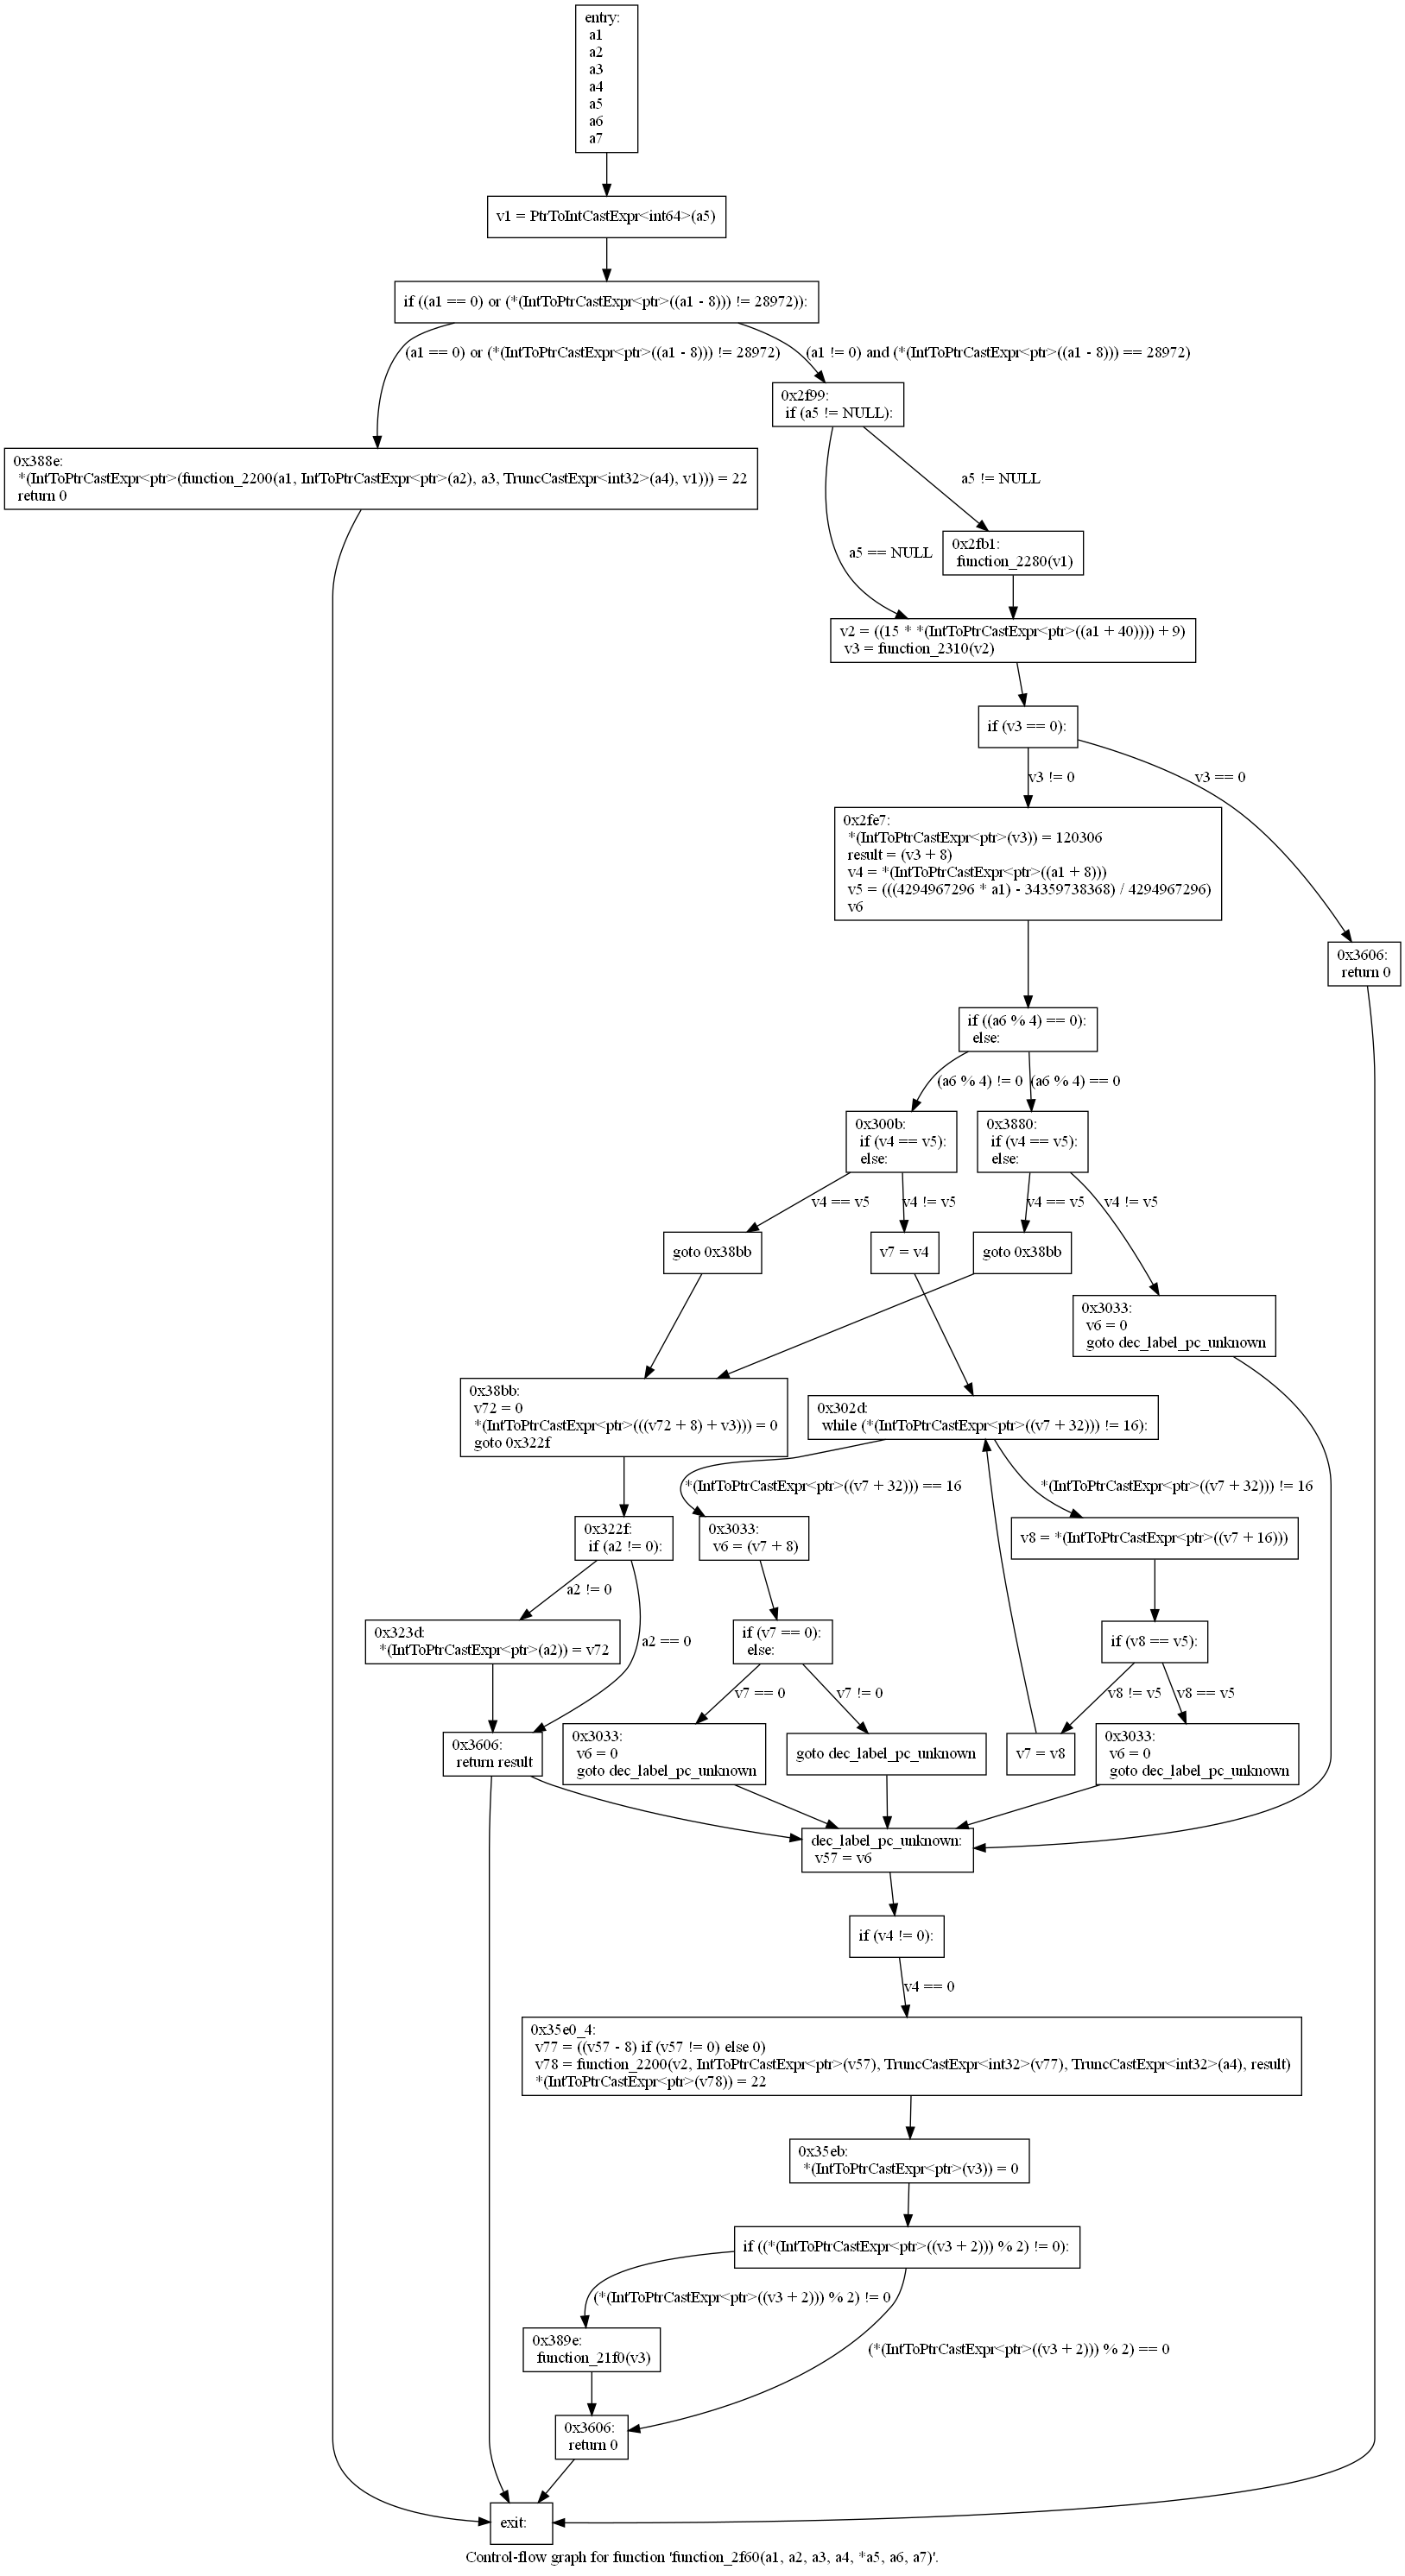 entry:
a1
a2
a3
a4
a5
a6
a7
v1 = PtrToIntCastExpr<int64>(a5)
if ((a1 == 0) or (*(IntToPtrCastExpr<ptr>((a1 - 8))) != 28972)):
(a1 == 0) or (*(IntToPtrCastExpr<ptr>((a1 - 8))) != 28972)
(a1 != 0) and (*(IntToPtrCastExpr<ptr>((a1 - 8))) == 28972)
0x2f99:
if (a5 != NULL):
0x388e:
*(IntToPtrCastExpr<ptr>(function_2200(a1, IntToPtrCastExpr<ptr>(a2), a3, TruncCastExpr<int32>(a4), v1))) = 22
return 0
a5 != NULL
a5 == NULL
0x2fb1:
function_2280(v1)
v2 = ((15 * *(IntToPtrCastExpr<ptr>((a1 + 40)))) + 9)
v3 = function_2310(v2)
if (v3 == 0):
v3 != 0
v3 == 0
0x2fe7:
*(IntToPtrCastExpr<ptr>(v3)) = 120306
result = (v3 + 8)
v4 = *(IntToPtrCastExpr<ptr>((a1 + 8)))
v5 = (((4294967296 * a1) - 34359738368) / 4294967296)
v6
0x3606:
return 0
if ((a6 % 4) == 0):
else:
(a6 % 4) != 0
(a6 % 4) == 0
0x300b:
if (v4 == v5):
else:
0x3880:
if (v4 == v5):
else:
v4 == v5
v4 != v5
v4 == v5
v4 != v5
goto 0x38bb
v7 = v4
goto 0x38bb
0x3033:
v6 = 0
goto dec_label_pc_unknown
0x38bb:
v72 = 0
*(IntToPtrCastExpr<ptr>(((v72 + 8) + v3))) = 0
goto 0x322f
0x302d:
while (*(IntToPtrCastExpr<ptr>((v7 + 32))) != 16):
*(IntToPtrCastExpr<ptr>((v7 + 32))) == 16
*(IntToPtrCastExpr<ptr>((v7 + 32))) != 16
0x322f:
if (a2 != 0):
0x3033:
v6 = (v7 + 8)
v8 = *(IntToPtrCastExpr<ptr>((v7 + 16)))
a2 != 0
a2 == 0
0x323d:
*(IntToPtrCastExpr<ptr>(a2)) = v72
if (v7 == 0):
else:
if (v8 == v5):
v7 == 0
v7 != 0
v8 != v5
v8 == v5
0x3606:
return result
0x3033:
v6 = 0
goto dec_label_pc_unknown
goto dec_label_pc_unknown
v7 = v8
0x3033:
v6 = 0
goto dec_label_pc_unknown
dec_label_pc_unknown:
v57 = v6
if (v4 != 0):
v4 == 0
0x35e0_4:
v77 = ((v57 - 8) if (v57 != 0) else 0)
v78 = function_2200(v2, IntToPtrCastExpr<ptr>(v57), TruncCastExpr<int32>(v77), TruncCastExpr<int32>(a4), result)
*(IntToPtrCastExpr<ptr>(v78)) = 22
0x35eb:
*(IntToPtrCastExpr<ptr>(v3)) = 0
if ((*(IntToPtrCastExpr<ptr>((v3 + 2))) % 2) != 0):
(*(IntToPtrCastExpr<ptr>((v3 + 2))) % 2) != 0
0x389e:
function_21f0(v3)
(*(IntToPtrCastExpr<ptr>((v3 + 2))) % 2) == 0
0x3606:
return 0
exit:
Control-flow graph for function 'function_2f60(a1, a2, a3, a4, *a5, a6, a7)'.